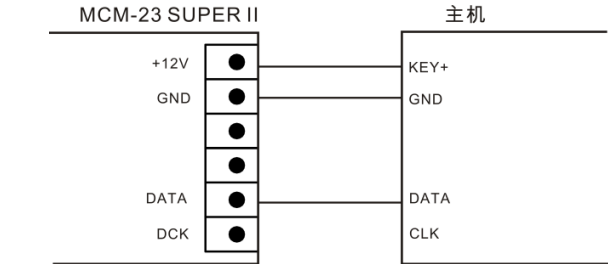 MCM-23 SUPER II 主机
+12V KEY+
GND GND
DATA DATA
DCK CLK